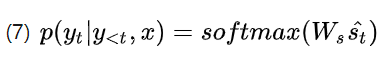 (7) p(y_t|y_{<t}, x) = softmax(W_s ŝ_t)